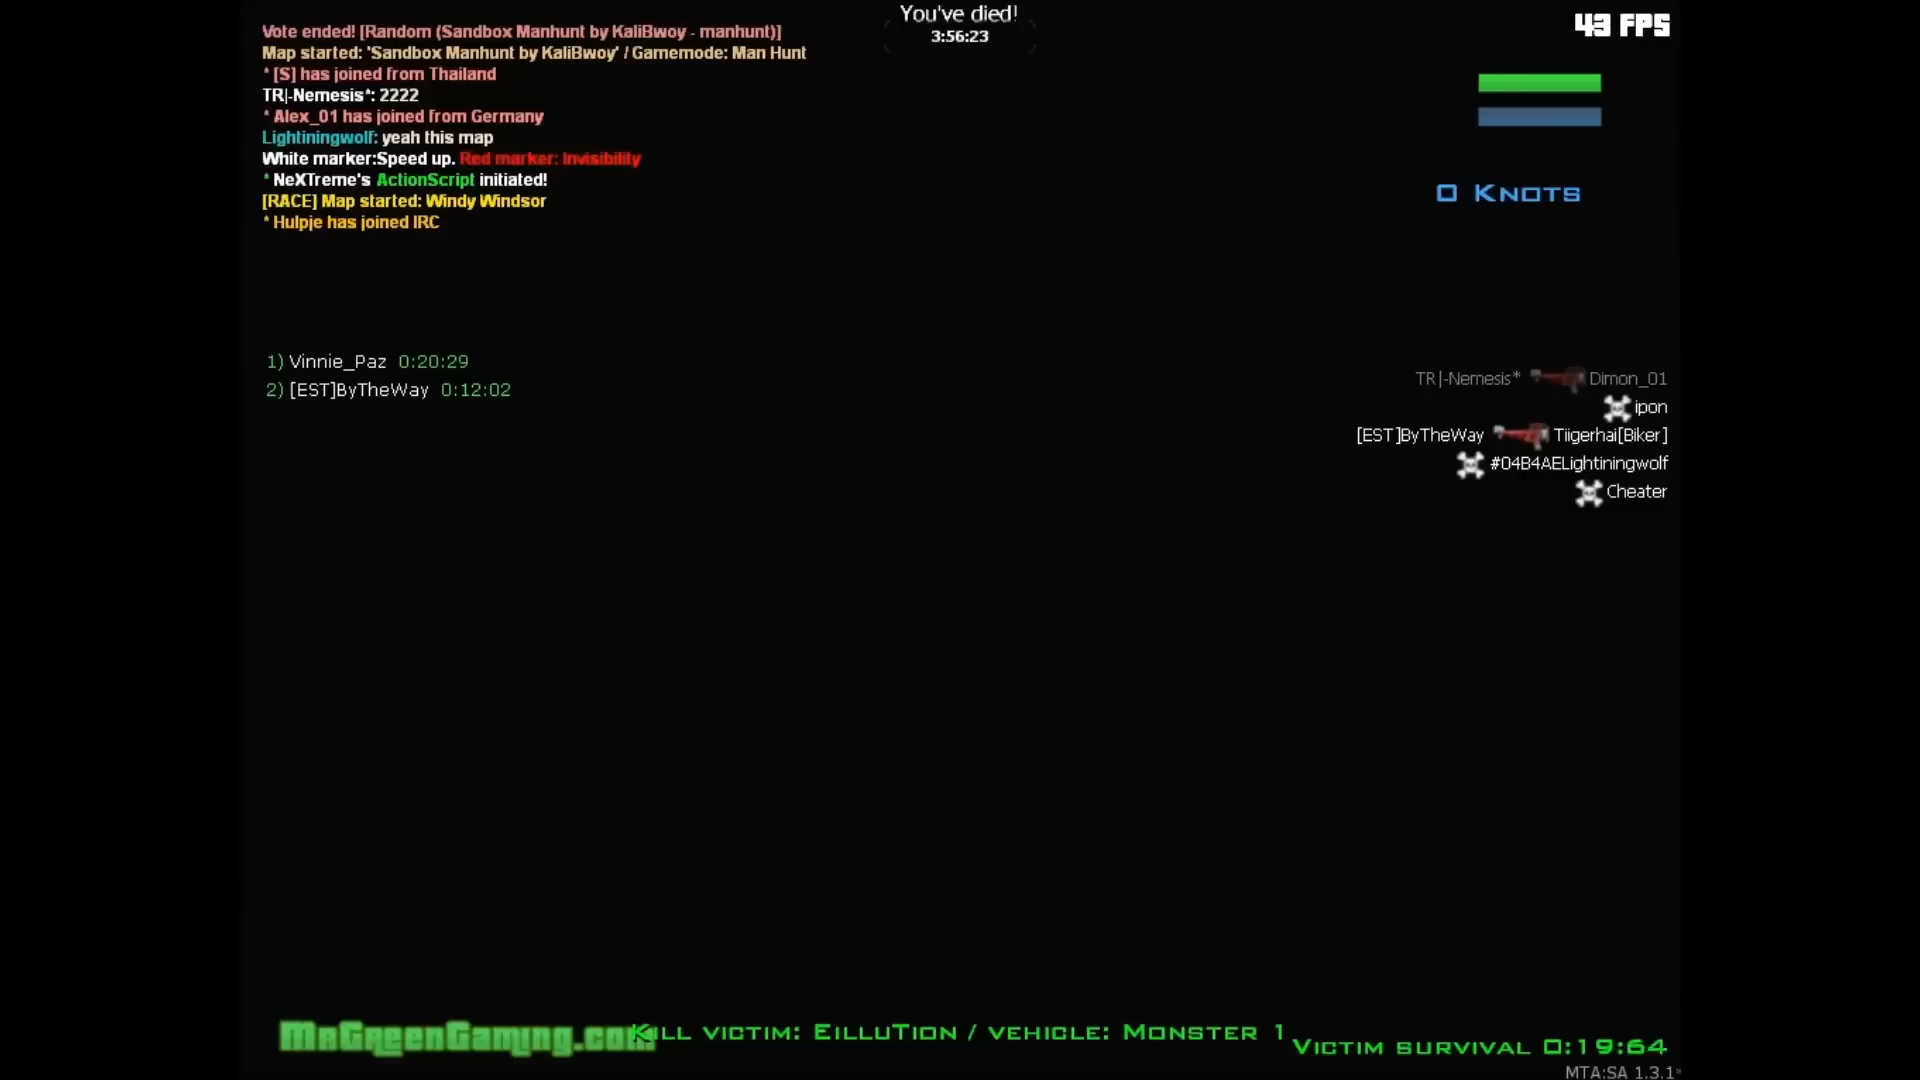 You've died!
3:56:23
43 FPS
Vote ended! [Random (Sandbox Manhunt by KaliBwoy - manhunt)]
Map started: 'Sandbox Manhunt by KaliBwoy' / Gamemode: Man Hunt
* [S] has joined from Thailand
TR|-Nemesis*: 2222
* Alex_01 has joined from Germany
Lightiningwolf: yeah this map
White marker:Speed up. Red marker: Invisibility
* NeXTreme's ActionScript initiated!
[RACE] Map started: Windy Windsor
* Hulpje has joined IRC
0 Knots
1) Vinnie_Paz 0:20:29
2) [EST]ByTheWay 0:12:02
TR|-Nemesis* Dimon_01
ipon
[EST]ByTheWay Tiigerhai[Biker]
#04B4AELightiningwolf
Cheater
MrGreenGaming.com
Kill victim: EilluTion / vehicle: Monster 1
Victim survival 0:19:64
MTA:SA 1.3.1*